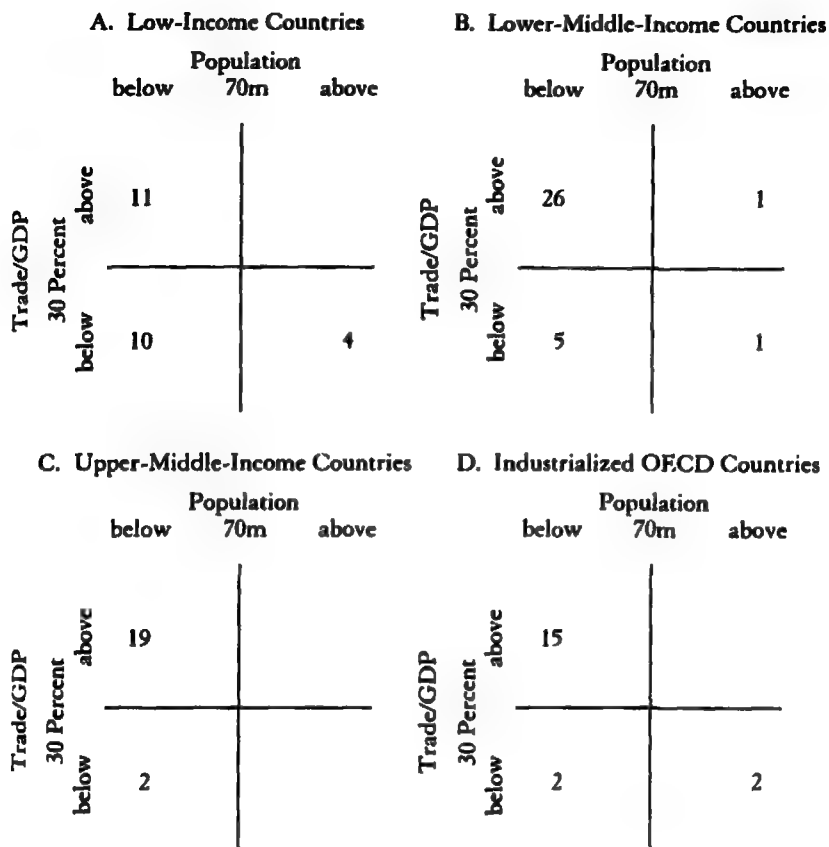 A. Low-Income Countries
Population
below 70m above
Trade/GDP
30 Percent
above
11
below
10 4
B. Lower-Middle-Income Countries
Population
below 70m above
Trade/GDP
30 Percent
above
26 1
below
5 1
C. Upper-Middle-Income Countries
Population
below 70m above
Trade/GDP
30 Percent
above
19
below
2
D. Industrialized OECD Countries
Population
below 70m above
Trade/GDP
30 Percent
above
15
below
2 2